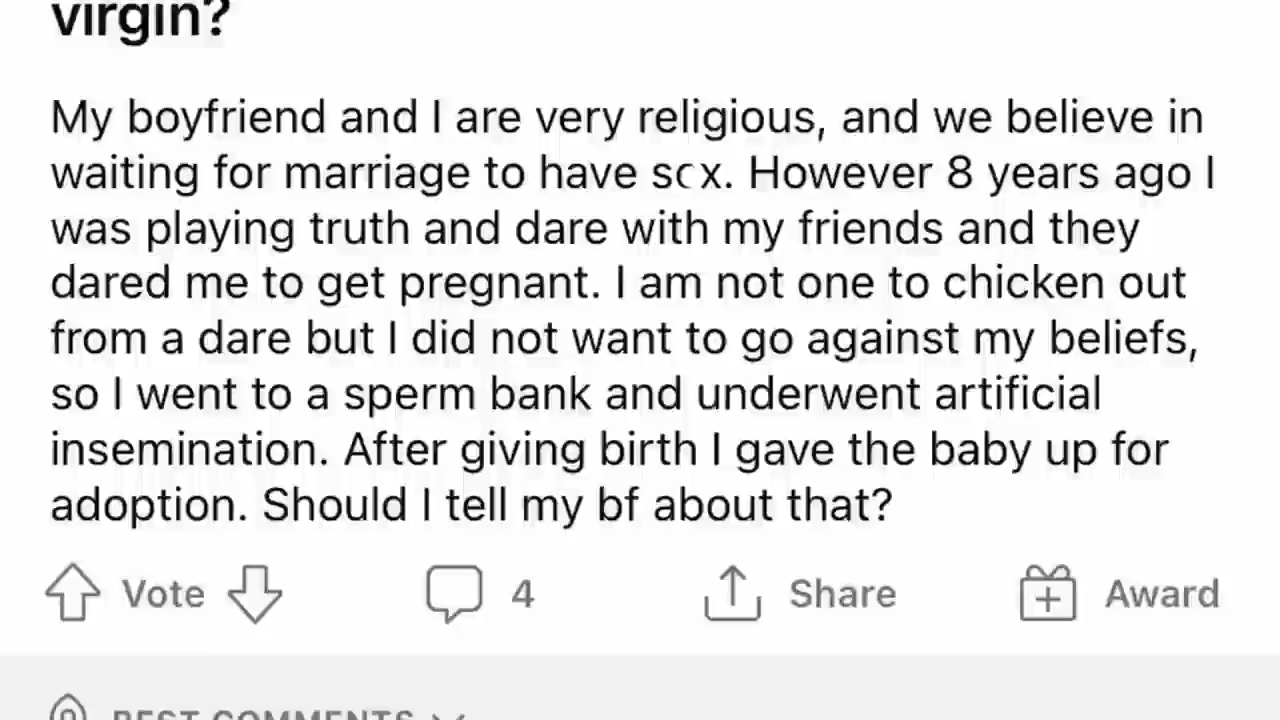 virgin?
My boyfriend and I are very religious, and we believe in
waiting for marriage to have scx. However 8 years ago I
was playing truth and dare with my friends and they
dared me to get pregnant. I am not one to chicken out
from a dare but I did not want to go against my beliefs,
so I went to a sperm bank and underwent artificial
insemination. After giving birth I gave the baby up for
adoption. Should I tell my bf about that?
Vote 4 Share Award
BEST COMMENTS